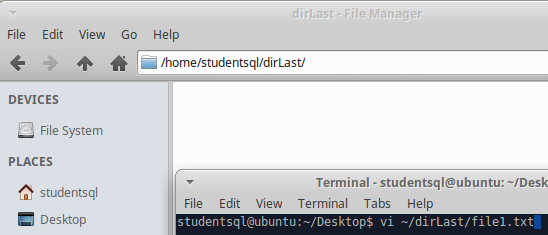 dirLast - File Manager
File Edit View Go Help
/home/studentsql/dirLast/
DEVICES
File System
PLACES
studentsql
Desktop
Terminal - studentsql@ubuntu: ~/Desk
File Edit View Terminal Tabs Help
studentsql@ubuntu:~/Desktop$ vi ~/dirLast/file1.txt